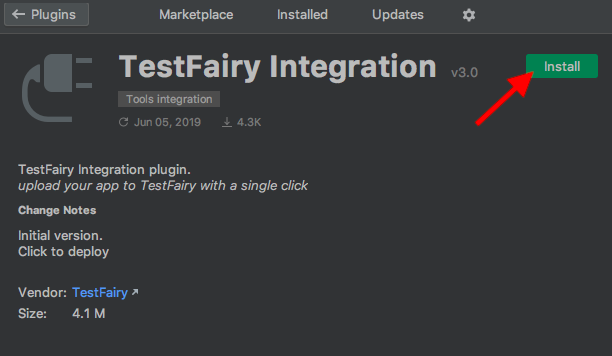 ← Plugins
Marketplace
Installed
Updates
TestFairy Integration v3.0
Install
Tools integration
Jun 05, 2019 4.3K
TestFairy Integration plugin.
upload your app to TestFairy with a single click
Change Notes
Initial version.
Click to deploy
Vendor: TestFairy ↗
Size: 4.1 M